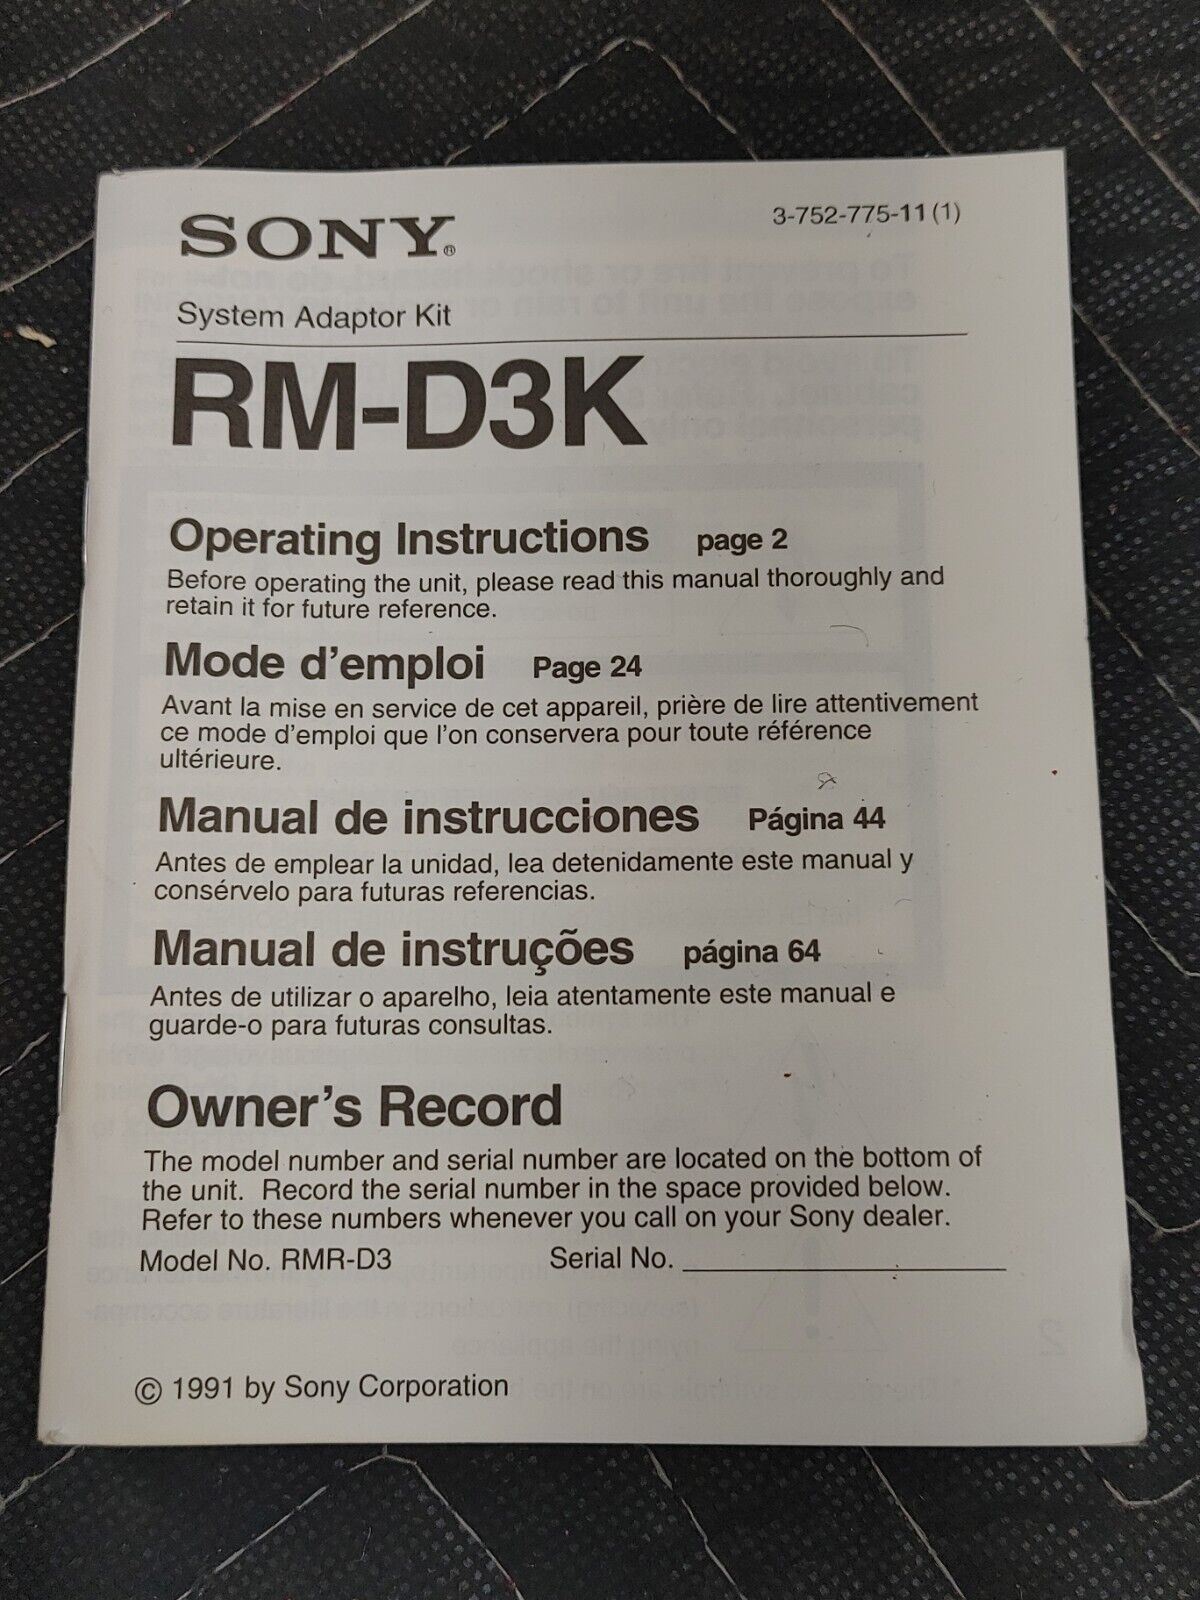 SONY®
3-752-775-11 (1)
System Adaptor Kit
RM-D3K
Operating Instructions page 2
Before operating the unit, please read this manual thoroughly and
retain it for future reference.
Mode d'emploi Page 24
Avant la mise en service de cet appareil, prière de lire attentivement
ce mode d'emploi que l'on conservera pour toute référence
ultérieure.
Manual de instrucciones Página 44
Antes de emplear la unidad, lea detenidamente este manual y
consérvelo para futuras referencias.
Manual de instruções página 64
Antes de utilizar o aparelho, leia atentamente este manual e
guarde-o para futuras consultas.
Owner's Record
The model number and serial number are located on the bottom of
the unit. Record the serial number in the space provided below.
Refer to these numbers whenever you call on your Sony dealer.
Model No. RMR-D3 Serial No.
© 1991 by Sony Corporation